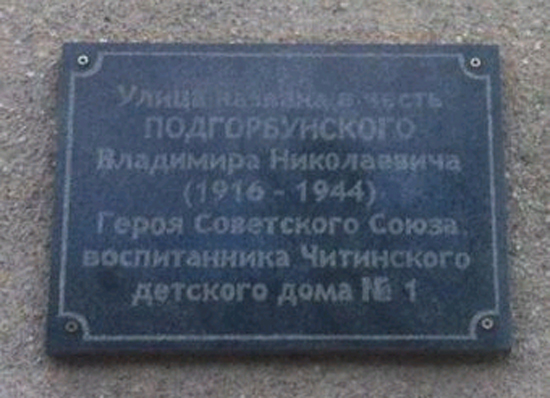 Улица названа в честь
ПОДГОРБУНСКОГО
Владимира Николаевича
(1916 - 1944)
Героя Советского Союза,
воспитанника Читинского
детского дома № 1